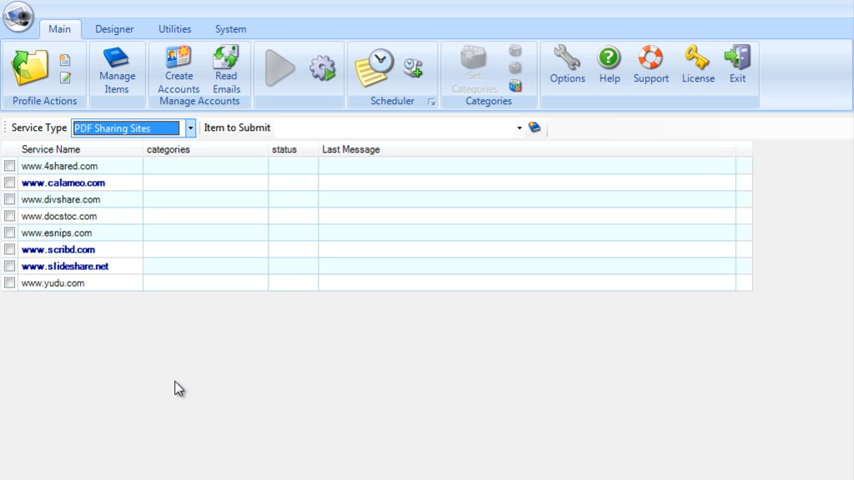 Main Designer Utilities System
Manage Items
Create Accounts
Read Emails
Set Categories
Options Help Support License Exit
Profile Actions Manage Accounts Scheduler Categories
Service Type PDF Sharing Sites Item to Submit
Service Name categories status Last Message
www.4shared.com
www.calameo.com
www.divshare.com
www.docstoc.com
www.esnips.com
www.scribd.com
www.slideshare.net
www.yudu.com